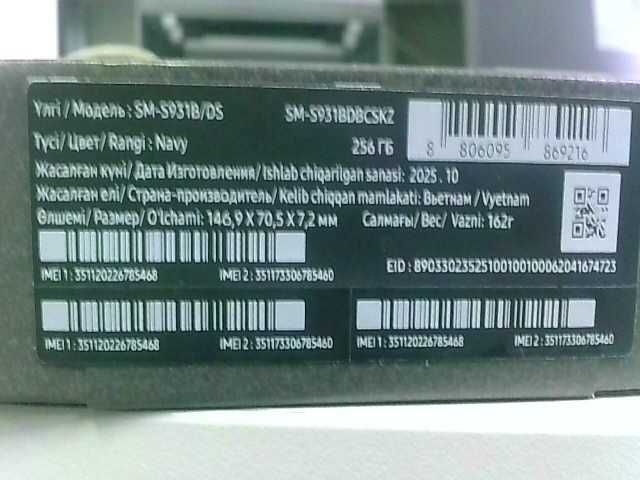 Үлгі / Модель : SM-S931B/DS SM-S931BDBCSKZ
Түсі / Цвет/ Rangi : Navy 256 ГБ
8 806095 869216
Жасалған күні / Дата Изготовления / Ishlab chiqarilgan sanasi: 2025 . 10
Жасалған елі / Страна-производитель / Kelib chiqqan mamlakati: Вьетнам / Vyetnam
Өлшемі / Размер / O'lchami: 146,9 X 70,5 X 7,2 мм Салмағы/ Вес/ Vazni: 162г
IMEI 1 : 351120226785468 IMEI 2 : 351173306785460
EID : 89033023525100100100062041674723
IMEI 1 : 351120226785468 IMEI 2 : 351173306785460
IMEI 1 : 351120226785468 IMEI 2 : 351173306785460